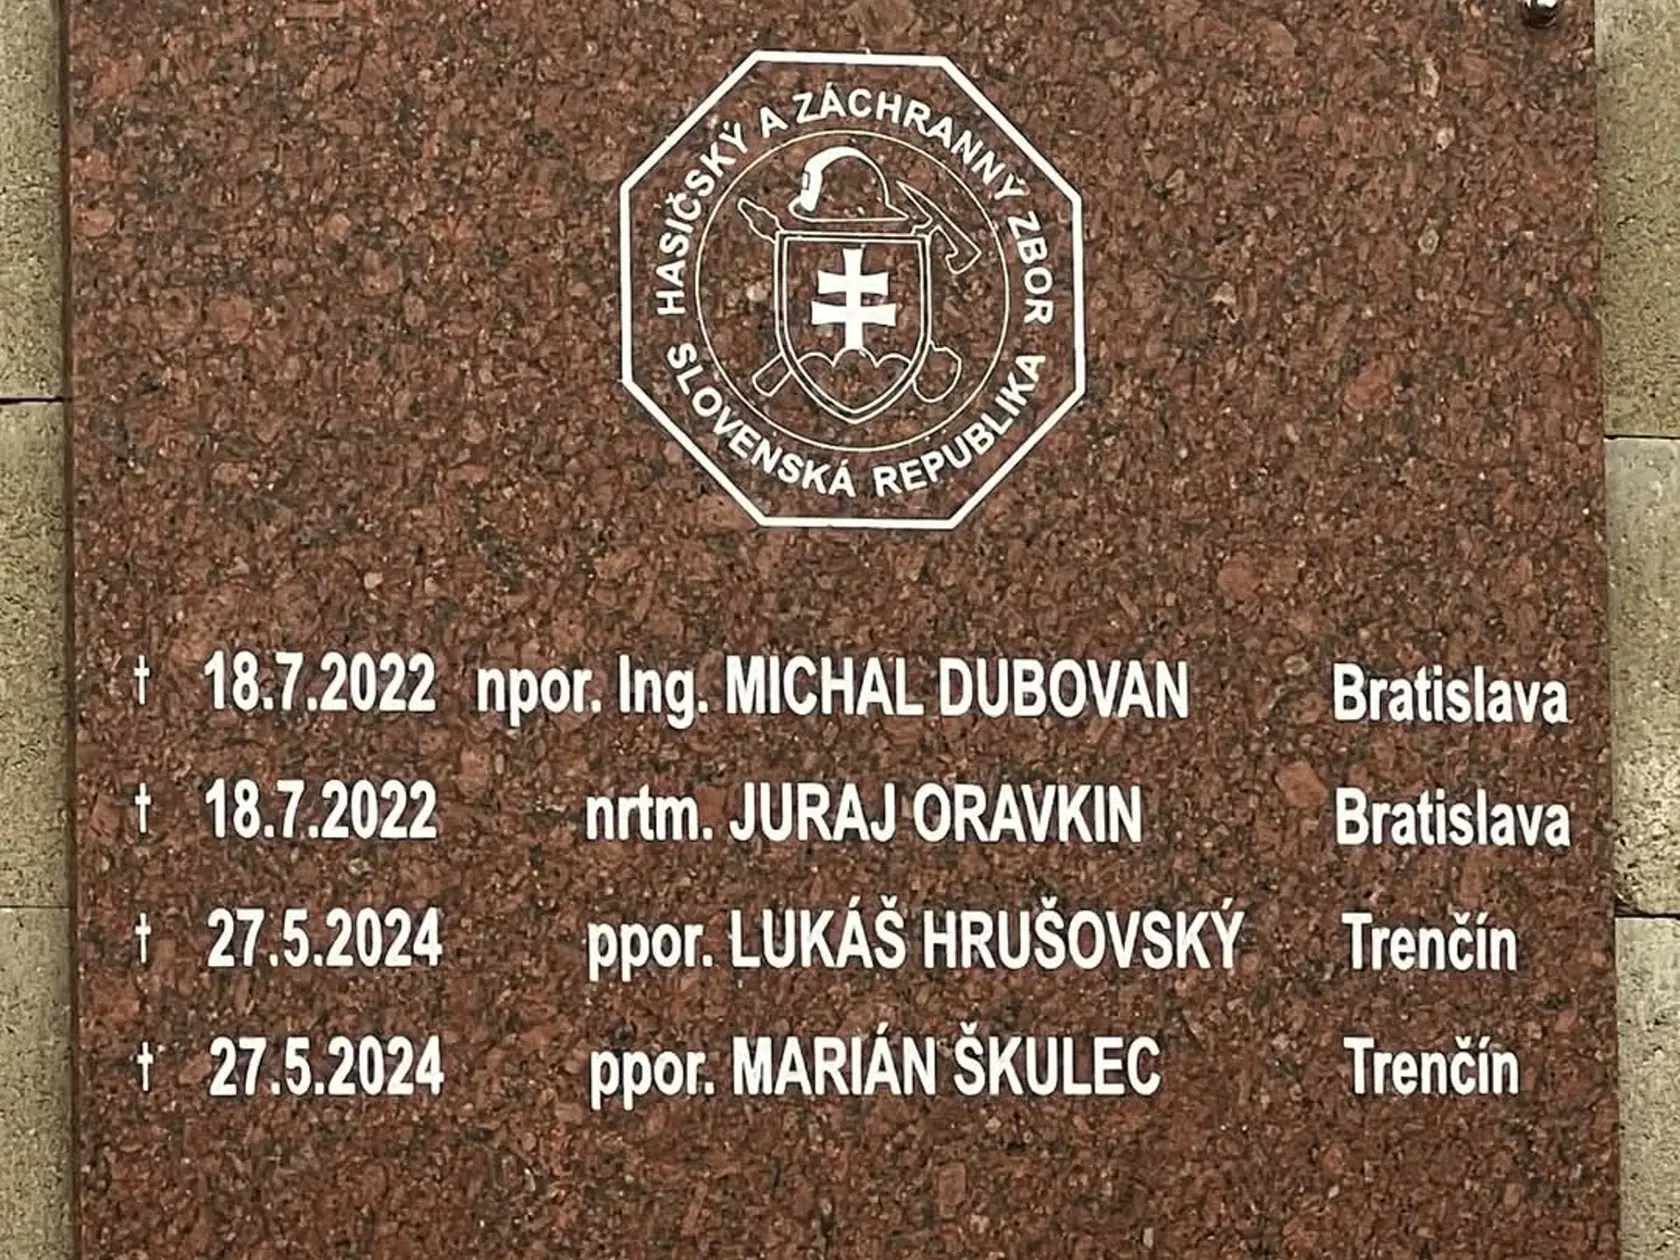 HASIČSKÝ A ZÁCHRANNÝ ZBOR
SLOVENSKÁ REPUBLIKA
† 18.7.2022 npor. Ing. MICHAL DUBOVAN Bratislava
† 18.7.2022 nrtm. JURAJ ORAVKIN Bratislava
† 27.5.2024 ppor. LUKÁŠ HRUŠOVSKÝ Trenčín
† 27.5.2024 ppor. MARIÁN ŠKULEC Trenčín